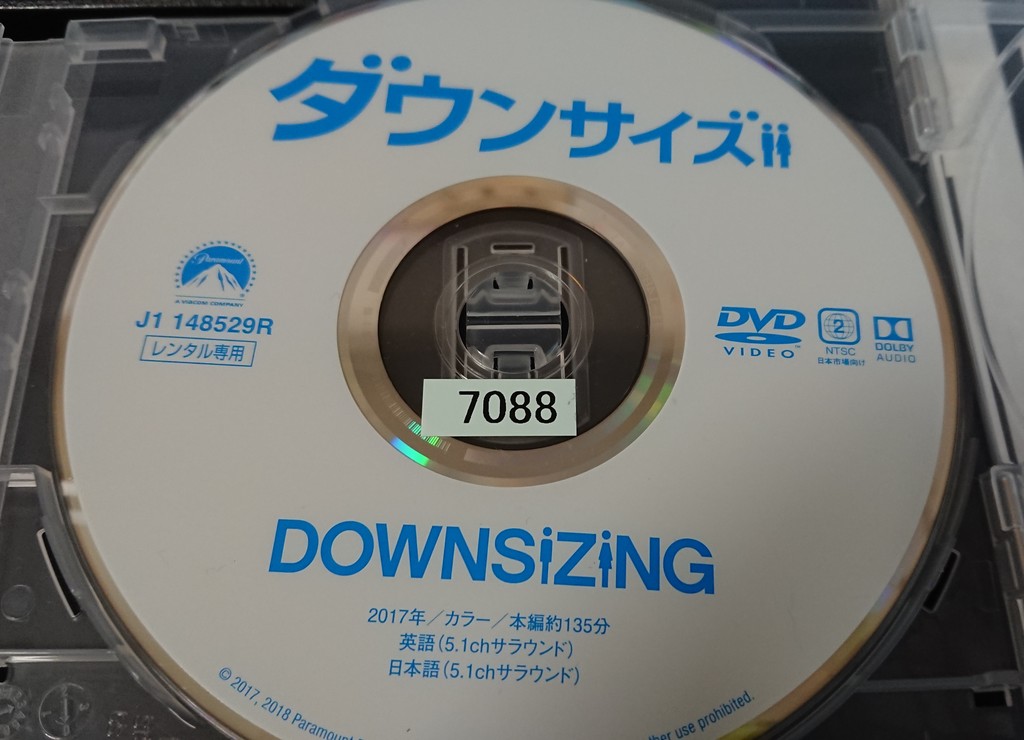 ダウンサイズ
Paramount
A VIACOM COMPANY
J1 148529R
レンタル専用
DVD
VIDEO
2
NTSC
日本市場向け
DOLBY
AUDIO
7088
DOWNSiZiNG
2017年/カラー/本編約135分
英語(5.1chサラウンド)
日本語(5.1chサラウンド)
© 2017, 2018 Paramount
use prohibited.